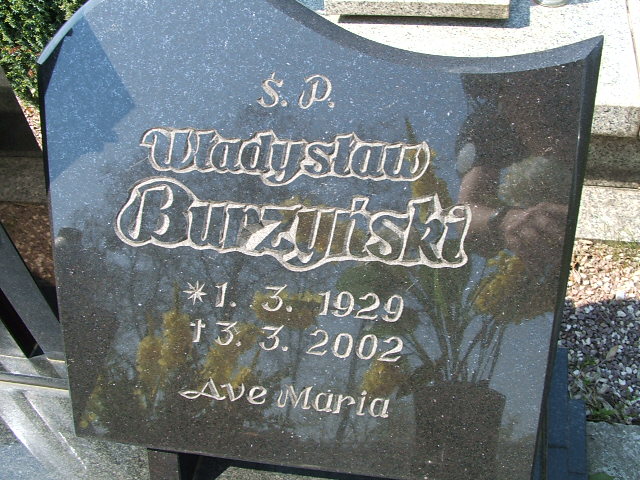 Ś. P.
Władysław
Burzyński
* 1. 3. 1929
† 3. 3. 2002
Ave Maria